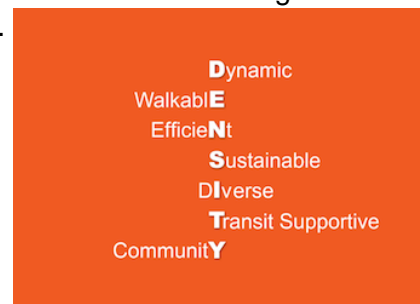 Dynamic
WalkablE
EfficieNt
Sustainable
DIverse
Transit Supportive
CommunitY